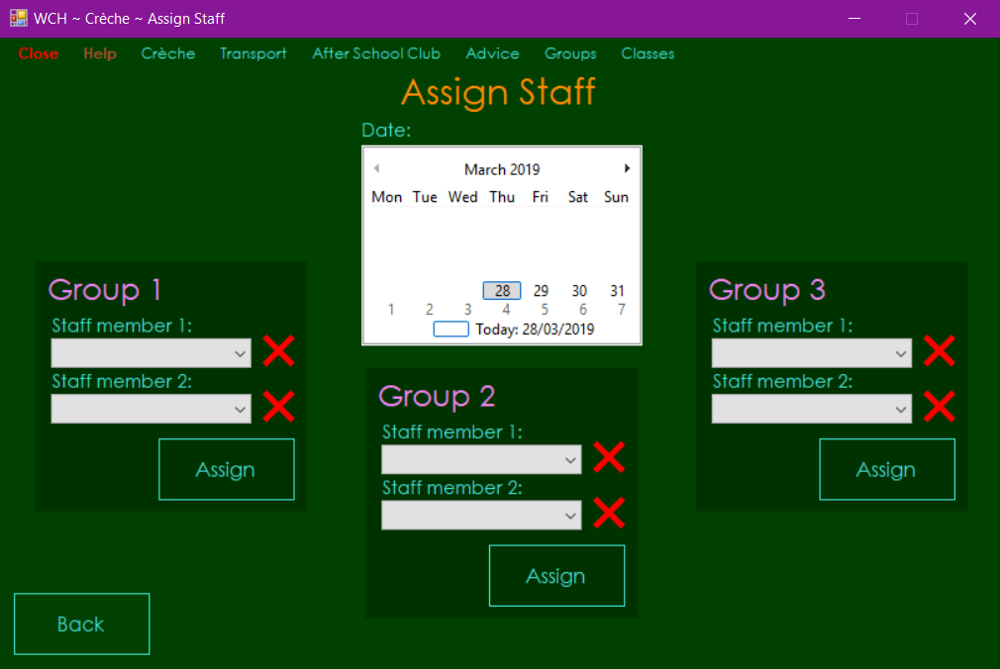 WCH ~ Crèche ~ Assign Staff
Close Help Crèche Transport After School Club Advice Groups Classes
Assign Staff
Date:
March 2019
Mon Tue Wed Thu Fri Sat Sun
28 29 30 31
1 2 3 4 5 6 7
Today: 28/03/2019
Group 1
Staff member 1:
Staff member 2:
Assign
Group 2
Staff member 1:
Staff member 2:
Assign
Group 3
Staff member 1:
Staff member 2:
Assign
Back